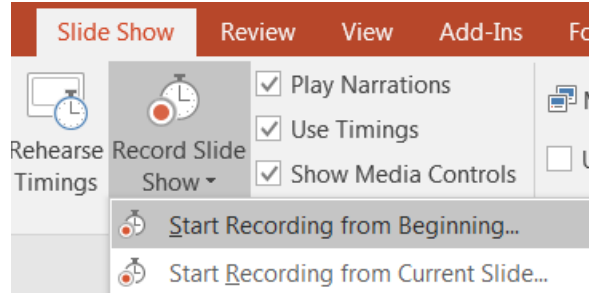 Slide Show Review View Add-Ins Fo
Rehearse Timings
Record Slide Show
Play Narrations
Use Timings
Show Media Controls
Start Recording from Beginning...
Start Recording from Current Slide...